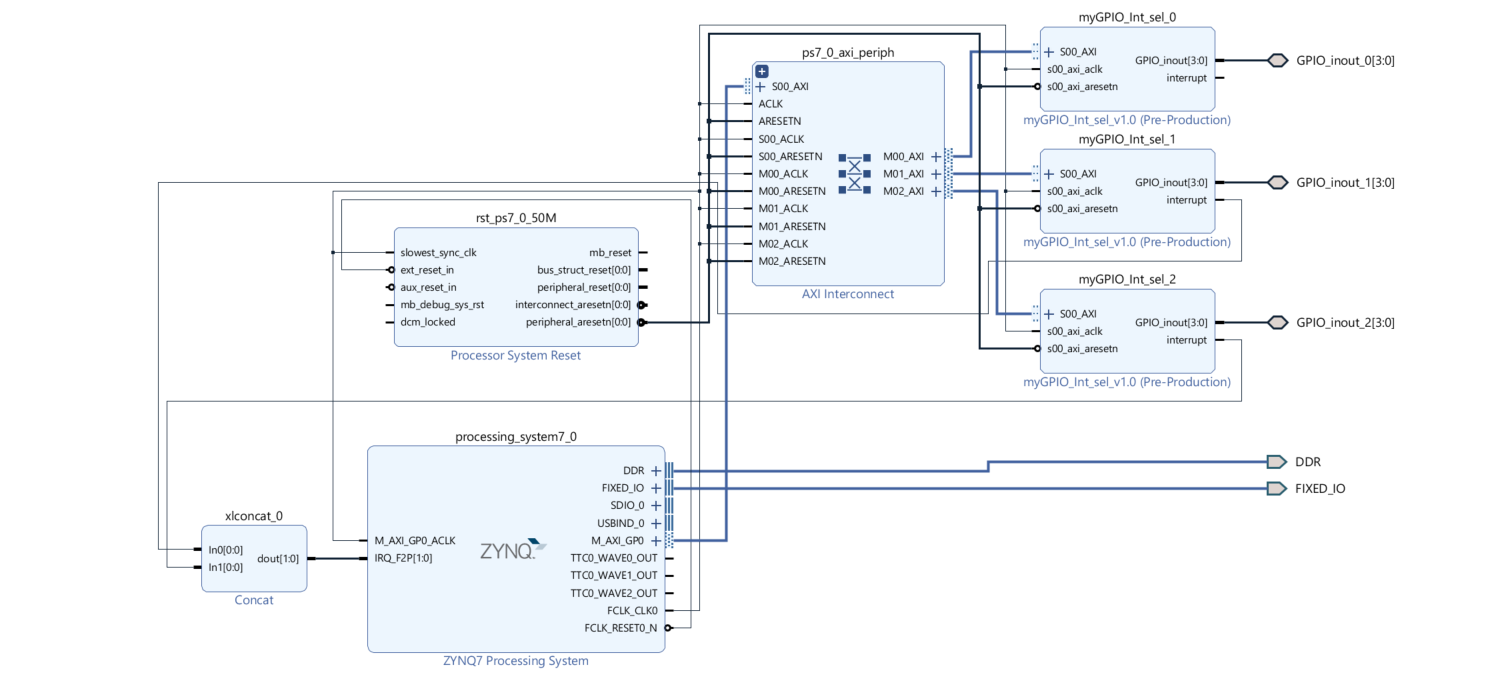 myGPIO_Int_sel_0
S00_AXI
s00_axi_aclk
s00_axi_aresetn
GPIO_inout[3:0]
interrupt
GPIO_inout_0[3:0]
myGPIO_Int_sel_v1.0 (Pre-Production)
ps7_0_axi_periph
S00_AXI
ACLK
ARESETN
S00_ACLK
S00_ARESETN
M00_ACLK
M00_ARESETN
M01_ACLK
M01_ARESETN
M02_ACLK
M02_ARESETN
M00_AXI
M01_AXI
M02_AXI
AXI Interconnect
myGPIO_Int_sel_1
S00_AXI
s00_axi_aclk
s00_axi_aresetn
GPIO_inout[3:0]
interrupt
GPIO_inout_1[3:0]
myGPIO_Int_sel_v1.0 (Pre-Production)
rst_ps7_0_50M
slowest_sync_clk
ext_reset_in
aux_reset_in
mb_debug_sys_rst
dcm_locked
mb_reset
bus_struct_reset[0:0]
peripheral_reset[0:0]
interconnect_aresetn[0:0]
peripheral_aresetn[0:0]
Processor System Reset
myGPIO_Int_sel_2
S00_AXI
s00_axi_aclk
s00_axi_aresetn
GPIO_inout[3:0]
interrupt
GPIO_inout_2[3:0]
myGPIO_Int_sel_v1.0 (Pre-Production)
processing_system7_0
M_AXI_GP0_ACLK
IRQ_F2P[1:0]
ZYNQ
DDR
FIXED_IO
SDIO_0
USBIND_0
M_AXI_GP0
TTC0_WAVE0_OUT
TTC0_WAVE1_OUT
TTC0_WAVE2_OUT
FCLK_CLK0
FCLK_RESET0_N
ZYNQ7 Processing System
DDR
FIXED_IO
xlconcat_0
In0[0:0]
In1[0:0]
dout[1:0]
Concat